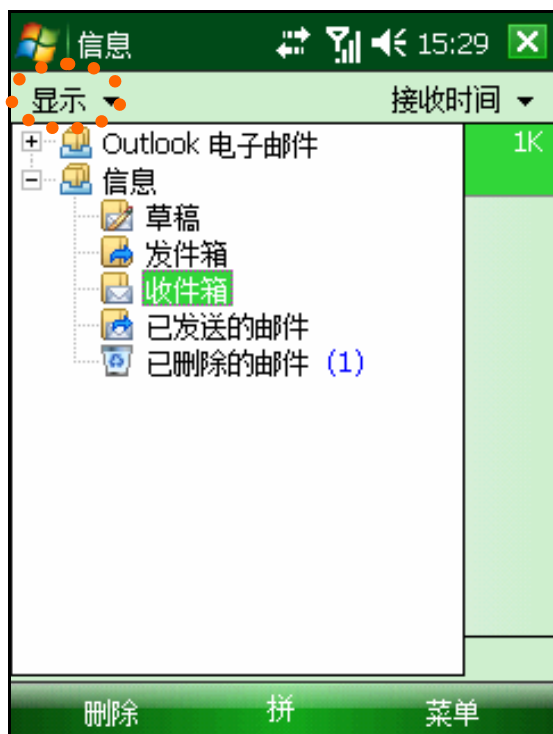 信息 15:29
显示 接收时间
Outlook 电子邮件 1K
信息
草稿
发件箱
收件箱
已发送的邮件
已删除的邮件 (1)
删除 拼 菜单